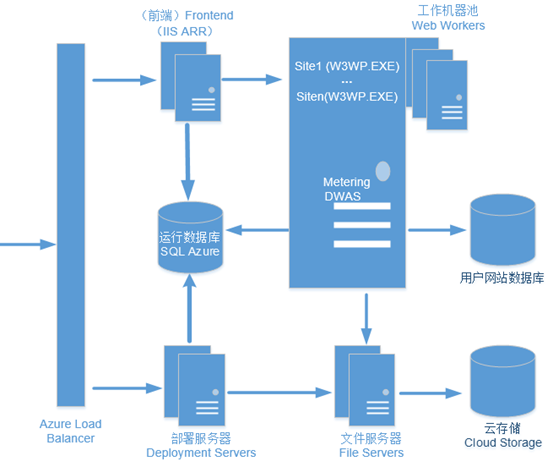 （前端）Frontend
（IIS ARR）
工作机器池
Web Workers
Site1 (W3WP.EXE)
...
Siten(W3WP.EXE)
Metering
DWAS
运行数据库
SQL Azure
用户网站数据库
Azure Load
Balancer
部署服务器
Deployment Servers
文件服务器
File Servers
云存储
Cloud Storage